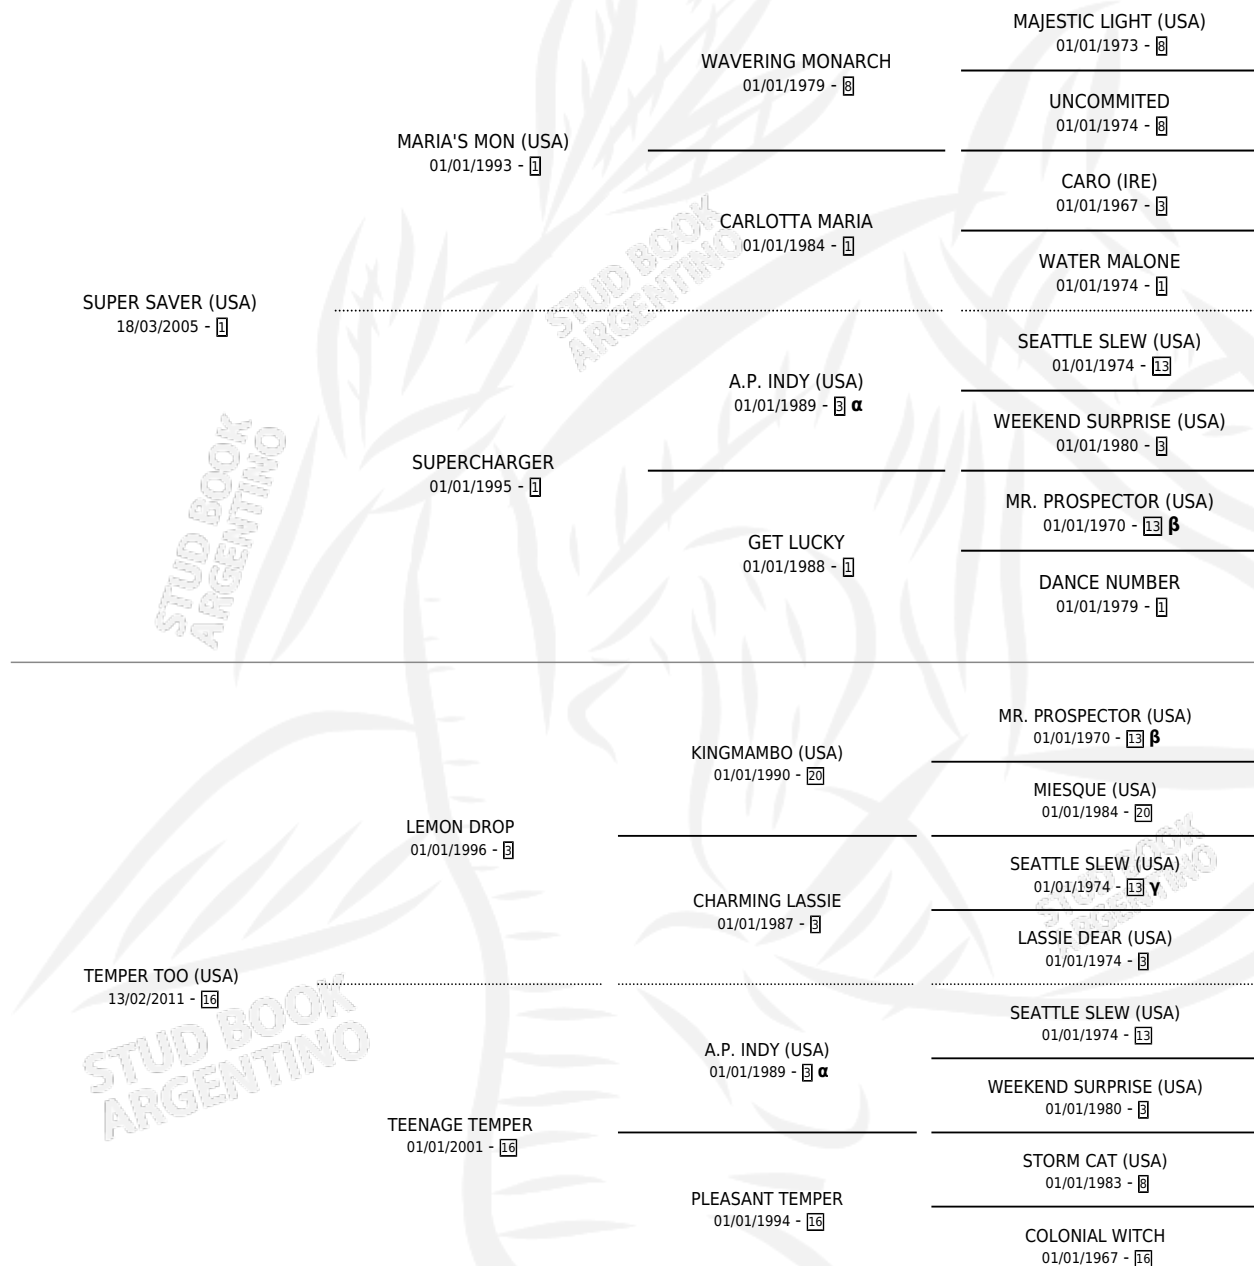 MAJESTIC LIGHT (USA)
01/01/1973 - 8
WAVERING MONARCH
01/01/1979 - 8
UNCOMMITED
01/01/1974 - 8
MARIA'S MON (USA)
01/01/1993 - 1
CARO (IRE)
01/01/1967 - 3
CARLOTTA MARIA
01/01/1984 - 1
WATER MALONE
01/01/1974 - 1
SUPER SAVER (USA)
18/03/2005 - 1
STUD BOOK
ARGENTINO
SEATTLE SLEW (USA)
01/01/1974 - 13
A.P. INDY (USA)
01/01/1989 - 3 α
WEEKEND SURPRISE (USA)
01/01/1980 - 3
SUPERCHARGER
01/01/1995 - 1
MR. PROSPECTOR (USA)
01/01/1970 - 13 β
GET LUCKY
01/01/1988 - 1
DANCE NUMBER
01/01/1979 - 1
STUD BOOK
ARGENTINO
MR. PROSPECTOR (USA)
01/01/1970 - 13 β
KINGMAMBO (USA)
01/01/1990 - 20
MIESQUE (USA)
01/01/1984 - 20
LEMON DROP
01/01/1996 - 3
SEATTLE SLEW (USA)
01/01/1974 - 13 γ
CHARMING LASSIE
01/01/1987 - 3
LASSIE DEAR (USA)
01/01/1974 - 3
STUD BOOK
ARGENTINO
TEMPER TOO (USA)
13/02/2011 - 16
SEATTLE SLEW (USA)
01/01/1974 - 13
A.P. INDY (USA)
01/01/1989 - 3 α
WEEKEND SURPRISE (USA)
01/01/1980 - 3
STUD BOOK
ARGENTINO
TEENAGE TEMPER
01/01/2001 - 16
STORM CAT (USA)
01/01/1983 - 8
PLEASANT TEMPER
01/01/1994 - 16
COLONIAL WITCH
01/01/1967 - 16